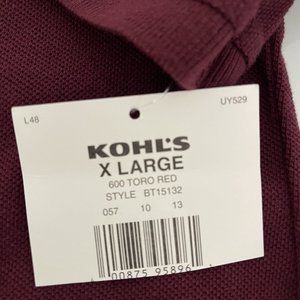 L48 UY529
KOHL'S
X LARGE
600 TORO RED
STYLE BT15132
057 10 13
00875 95896